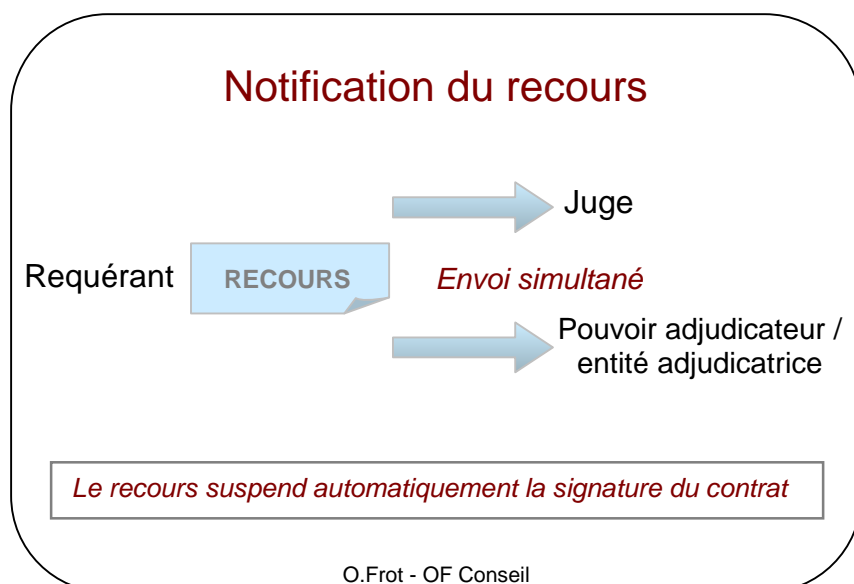 Notification du recours
Juge
Requérant
RECOURS
Envoi simultané
Pouvoir adjudicateur /
entité adjudicatrice
Le recours suspend automatiquement la signature du contrat
O.Frot - OF Conseil